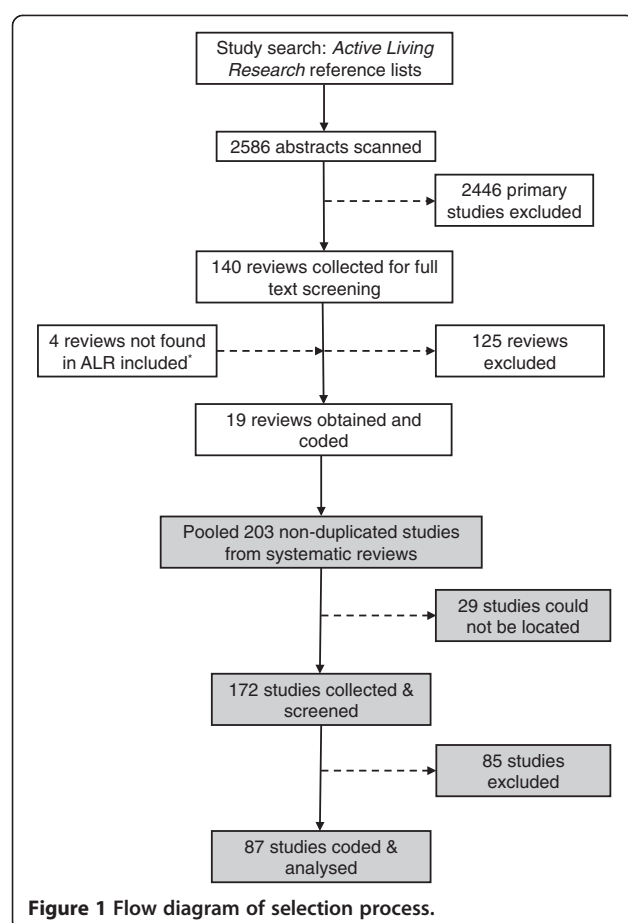 Study search: Active Living
Research reference lists
2586 abstracts scanned
2446 primary
studies excluded
140 reviews collected for full
text screening
4 reviews not found
in ALR included*
125 reviews
excluded
19 reviews obtained and
coded
Pooled 203 non-duplicated studies
from systematic reviews
29 studies could
not be located
172 studies collected &
screened
85 studies
excluded
87 studies coded &
analysed
Figure 1 Flow diagram of selection process.